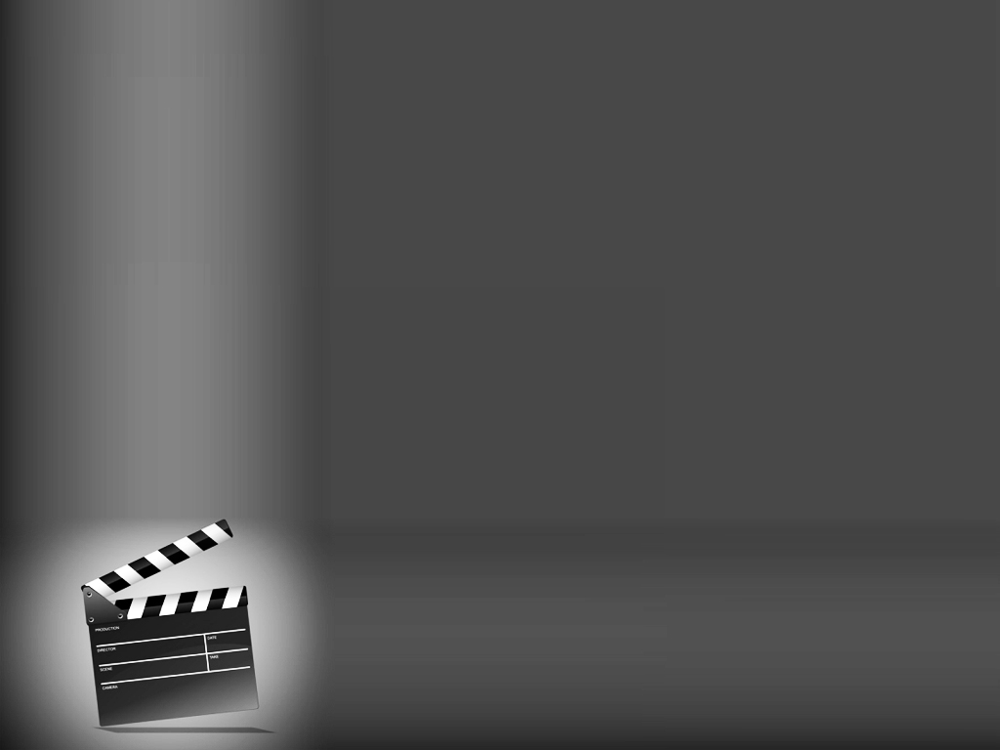 PRODUCTION
DIRECTOR
DATE
SCENE
TAKE
CAMERA